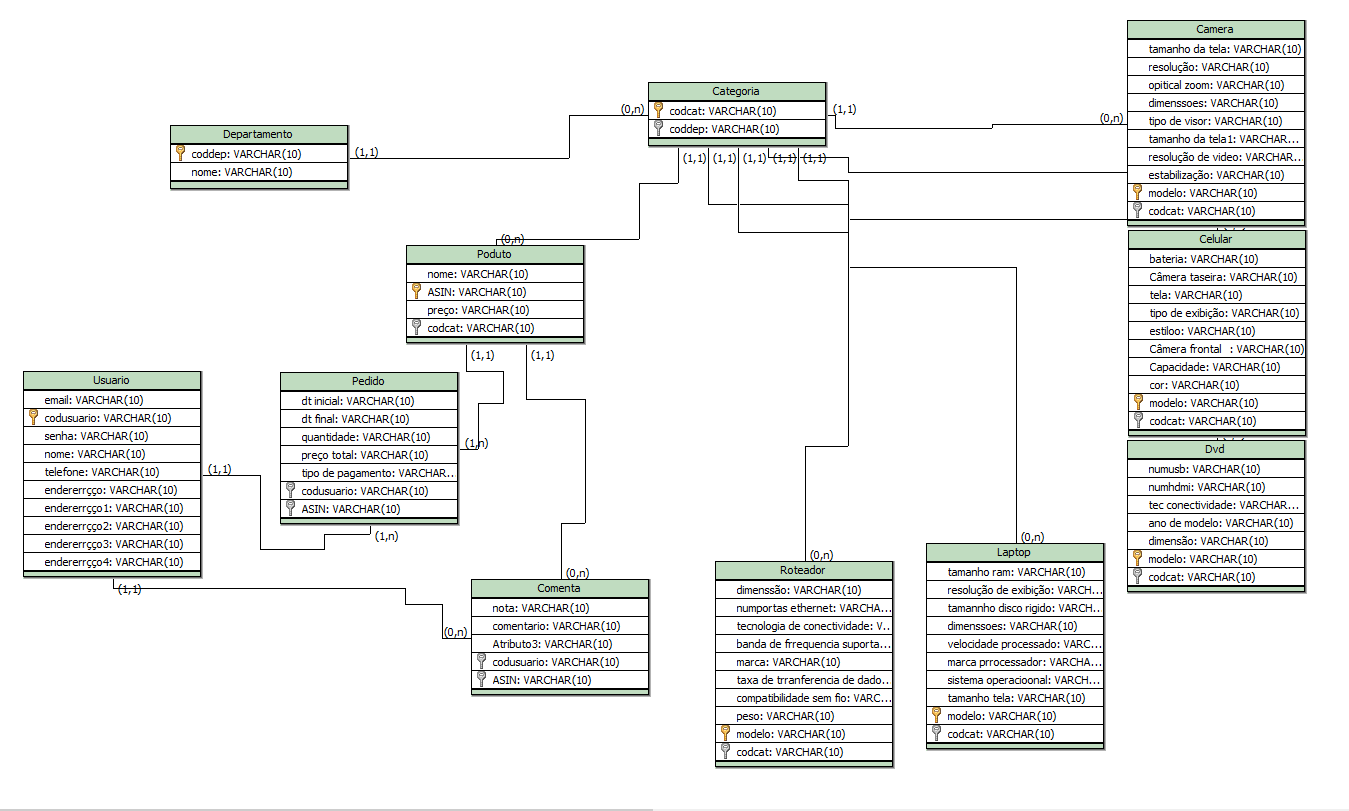 Departamento
coddep: VARCHAR(10)
nome: VARCHAR(10)
(1,1)
(0,n)
Categoria
codcat: VARCHAR(10)
coddep: VARCHAR(10)
(1,1)
(1,1)
(1,1)
(1,1)
(1,1)
(1,1)
(0,n)
Camera
tamanho da tela: VARCHAR(10)
resolução: VARCHAR(10)
opitical zoom: VARCHAR(10)
dimenssoes: VARCHAR(10)
tipo de visor: VARCHAR(10)
tamanho da tela1: VARCHAR...
resolução de video: VARCHAR...
estabilização: VARCHAR(10)
modelo: VARCHAR(10)
codcat: VARCHAR(10)
Celular
bateria: VARCHAR(10)
Câmera taseira: VARCHAR(10)
tela: VARCHAR(10)
tipo de exibição: VARCHAR(10)
estiloo: VARCHAR(10)
Câmera frontal : VARCHAR(10)
Capacidade: VARCHAR(10)
cor: VARCHAR(10)
modelo: VARCHAR(10)
codcat: VARCHAR(10)
Dvd
numusb: VARCHAR(10)
numhdmi: VARCHAR(10)
tec conectividade: VARCHAR...
ano de modelo: VARCHAR(10)
dimensão: VARCHAR(10)
modelo: VARCHAR(10)
codcat: VARCHAR(10)
(0,n)
Poduto
nome: VARCHAR(10)
ASIN: VARCHAR(10)
preço: VARCHAR(10)
codcat: VARCHAR(10)
(1,1)
(1,1)
Usuario
email: VARCHAR(10)
codusuario: VARCHAR(10)
senha: VARCHAR(10)
nome: VARCHAR(10)
telefone: VARCHAR(10)
endererrçço: VARCHAR(10)
endererrçço1: VARCHAR(10)
endererrçço2: VARCHAR(10)
endererrçço3: VARCHAR(10)
endererrçço4: VARCHAR(10)
(1,1)
(1,1)
Pedido
dt inicial: VARCHAR(10)
dt final: VARCHAR(10)
quantidade: VARCHAR(10)
preço total: VARCHAR(10)
tipo de pagamento: VARCHAR...
codusuario: VARCHAR(10)
ASIN: VARCHAR(10)
(1,n)
(1,n)
(0,n)
(0,n)
Comenta
nota: VARCHAR(10)
comentario: VARCHAR(10)
Atributo3: VARCHAR(10)
codusuario: VARCHAR(10)
ASIN: VARCHAR(10)
(0,n)
Roteador
dimenssão: VARCHAR(10)
numportas ethernet: VARCHA...
tecnologia de conectividade: V...
banda de frrequencia suporta...
marca: VARCHAR(10)
taxa de trranferencia de dado...
compatibilidade sem fio: VARC...
peso: VARCHAR(10)
modelo: VARCHAR(10)
codcat: VARCHAR(10)
(0,n)
Laptop
tamanho ram: VARCHAR(10)
resolução de exibição: VARCH...
tamannho disco rigido: VARCH...
dimenssoes: VARCHAR(10)
velocidade processado: VARC...
marca prrocessador: VARCHA...
sistema operacioonal: VARCH...
tamanho tela: VARCHAR(10)
modelo: VARCHAR(10)
codcat: VARCHAR(10)